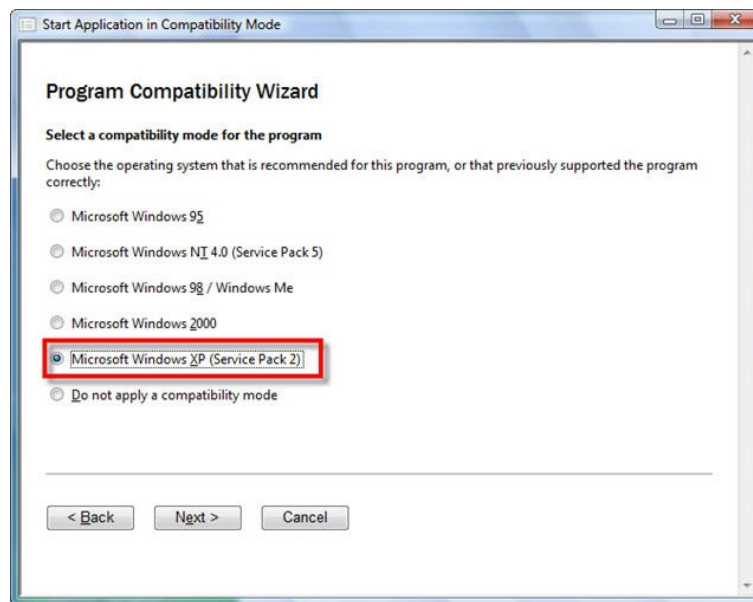 Start Application in Compatibility Mode
Program Compatibility Wizard
Select a compatibility mode for the program
Choose the operating system that is recommended for this program, or that previously supported the program
correctly:
Microsoft Windows 95
Microsoft Windows NT 4.0 (Service Pack 5)
Microsoft Windows 98 / Windows Me
Microsoft Windows 2000
Microsoft Windows XP (Service Pack 2)
Do not apply a compatibility mode
< Back Next > Cancel